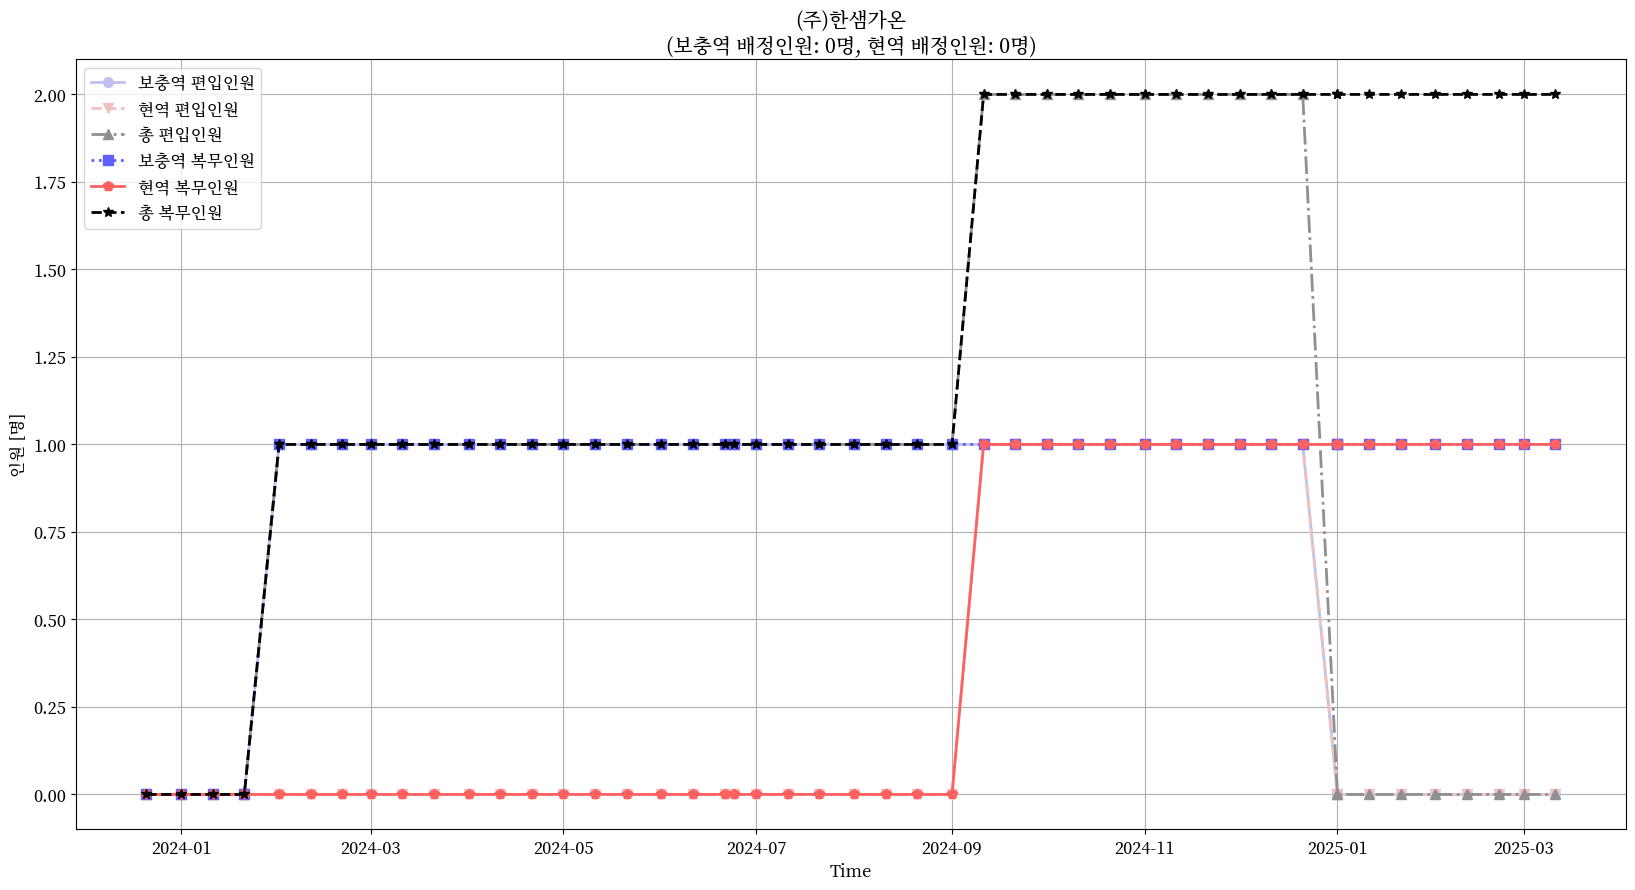 (주)한샘가온
(보충역 배정인원: 0명, 현역 배정인원: 0명)
보충역 편입인원
현역 편입인원
총 편입인원
보충역 복무인원
현역 복무인원
총 복무인원
인원 [명]
2.00
1.75
1.50
1.25
1.00
0.75
0.50
0.25
0.00
2024-01
2024-03
2024-05
2024-07
2024-09
2024-11
2025-01
2025-03
Time